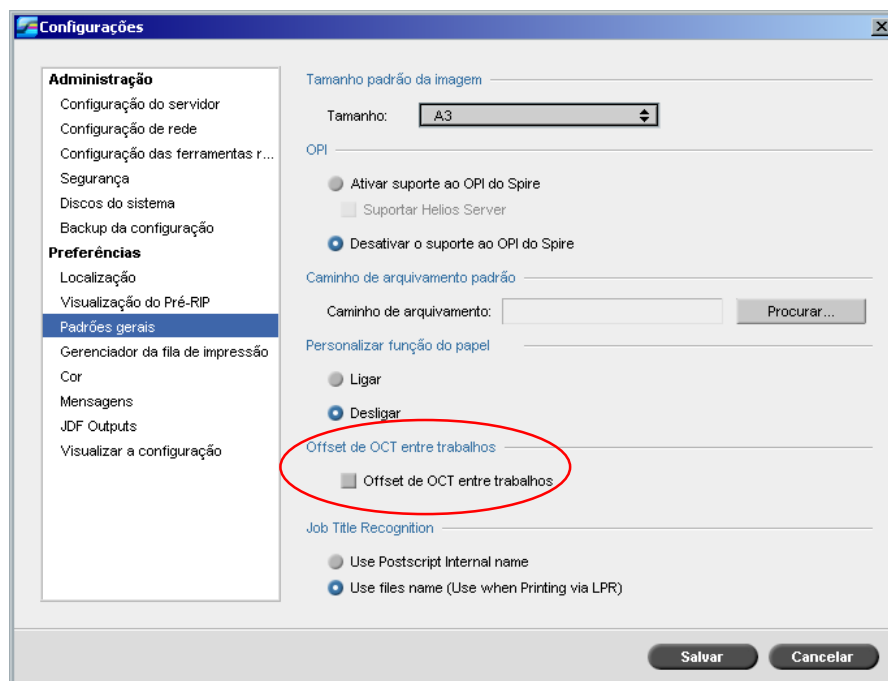 Configurações
Administração
Configuração do servidor
Configuração de rede
Configuração das ferramentas r...
Segurança
Discos do sistema
Backup da configuração
Preferências
Localização
Visualização do Pré-RIP
Padrões gerais
Gerenciador da fila de impressão
Cor
Mensagens
JDF Outputs
Visualizar a configuração
Tamanho padrão da imagem
Tamanho: A3
OPI
Ativar suporte ao OPI do Spire
Suportar Helios Server
Desativar o suporte ao OPI do Spire
Caminho de arquivamento padrão
Caminho de arquivamento: Procurar...
Personalizar função do papel
Ligar
Desligar
Offset de OCT entre trabalhos
Offset de OCT entre trabalhos
Job Title Recognition
Use Postscript Internal name
Use files name (Use when Printing via LPR)
Salvar Cancelar